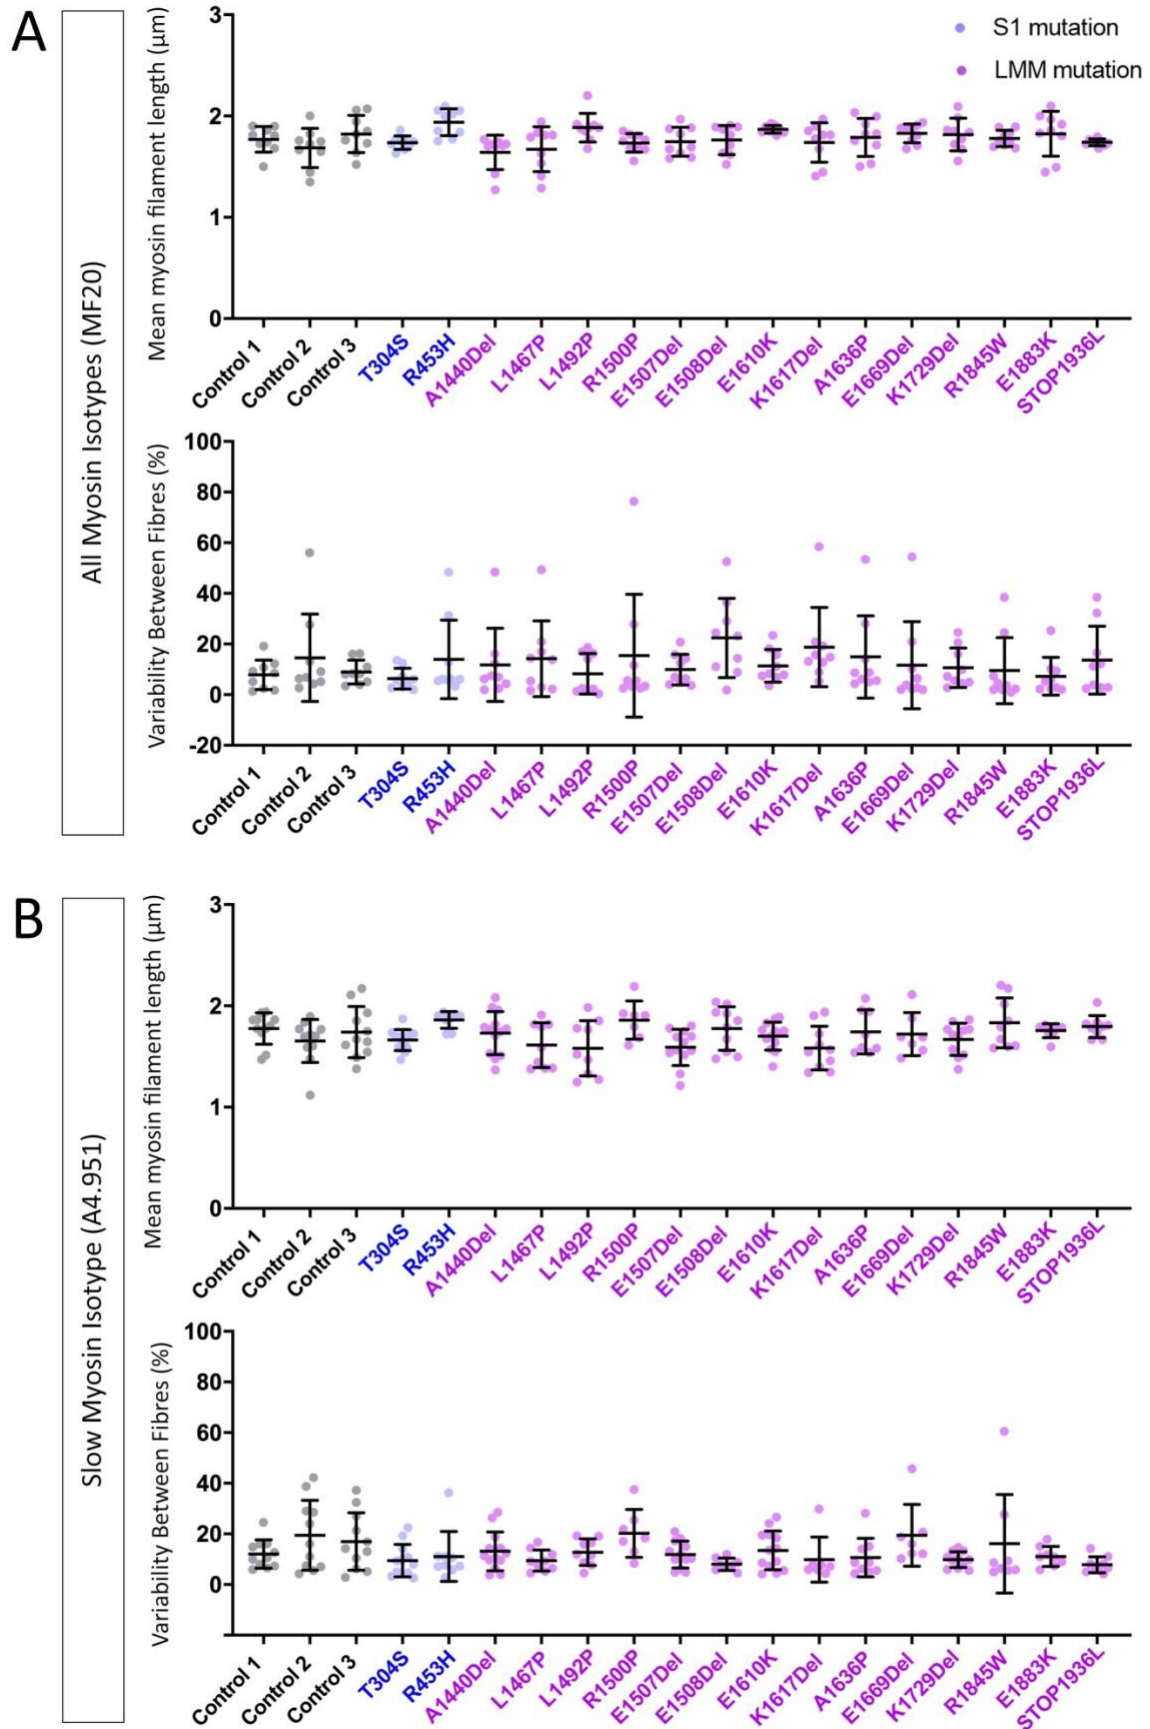 A
All Myosin Isotypes (MF20)
Mean myosin filament length (μm)
3
2
1
0
S1 mutation
LMM mutation
Control 1
Control 2
Control 3
T304S
R453H
A1440Del
L1467P
L1492P
R1500P
E1507Del
E1508Del
E1610K
K1617Del
A1636P
E1669Del
K1729Del
R1845W
E1883K
STOP1936L
Variability Between Fibres (%)
100
80
60
40
20
0
-20
Control 1
Control 2
Control 3
T304S
R453H
A1440Del
L1467P
L1492P
R1500P
E1507Del
E1508Del
E1610K
K1617Del
A1636P
E1669Del
K1729Del
R1845W
E1883K
STOP1936L
B
Slow Myosin Isotype (A4.951)
Mean myosin filament length (μm)
3
2
1
0
Control 1
Control 2
Control 3
T304S
R453H
A1440Del
L1467P
L1492P
R1500P
E1507Del
E1508Del
E1610K
K1617Del
A1636P
E1669Del
K1729Del
R1845W
E1883K
STOP1936L
Variability Between Fibres (%)
100
80
60
40
20
0
Control 1
Control 2
Control 3
T304S
R453H
A1440Del
L1467P
L1492P
R1500P
E1507Del
E1508Del
E1610K
K1617Del
A1636P
E1669Del
K1729Del
R1845W
E1883K
STOP1936L